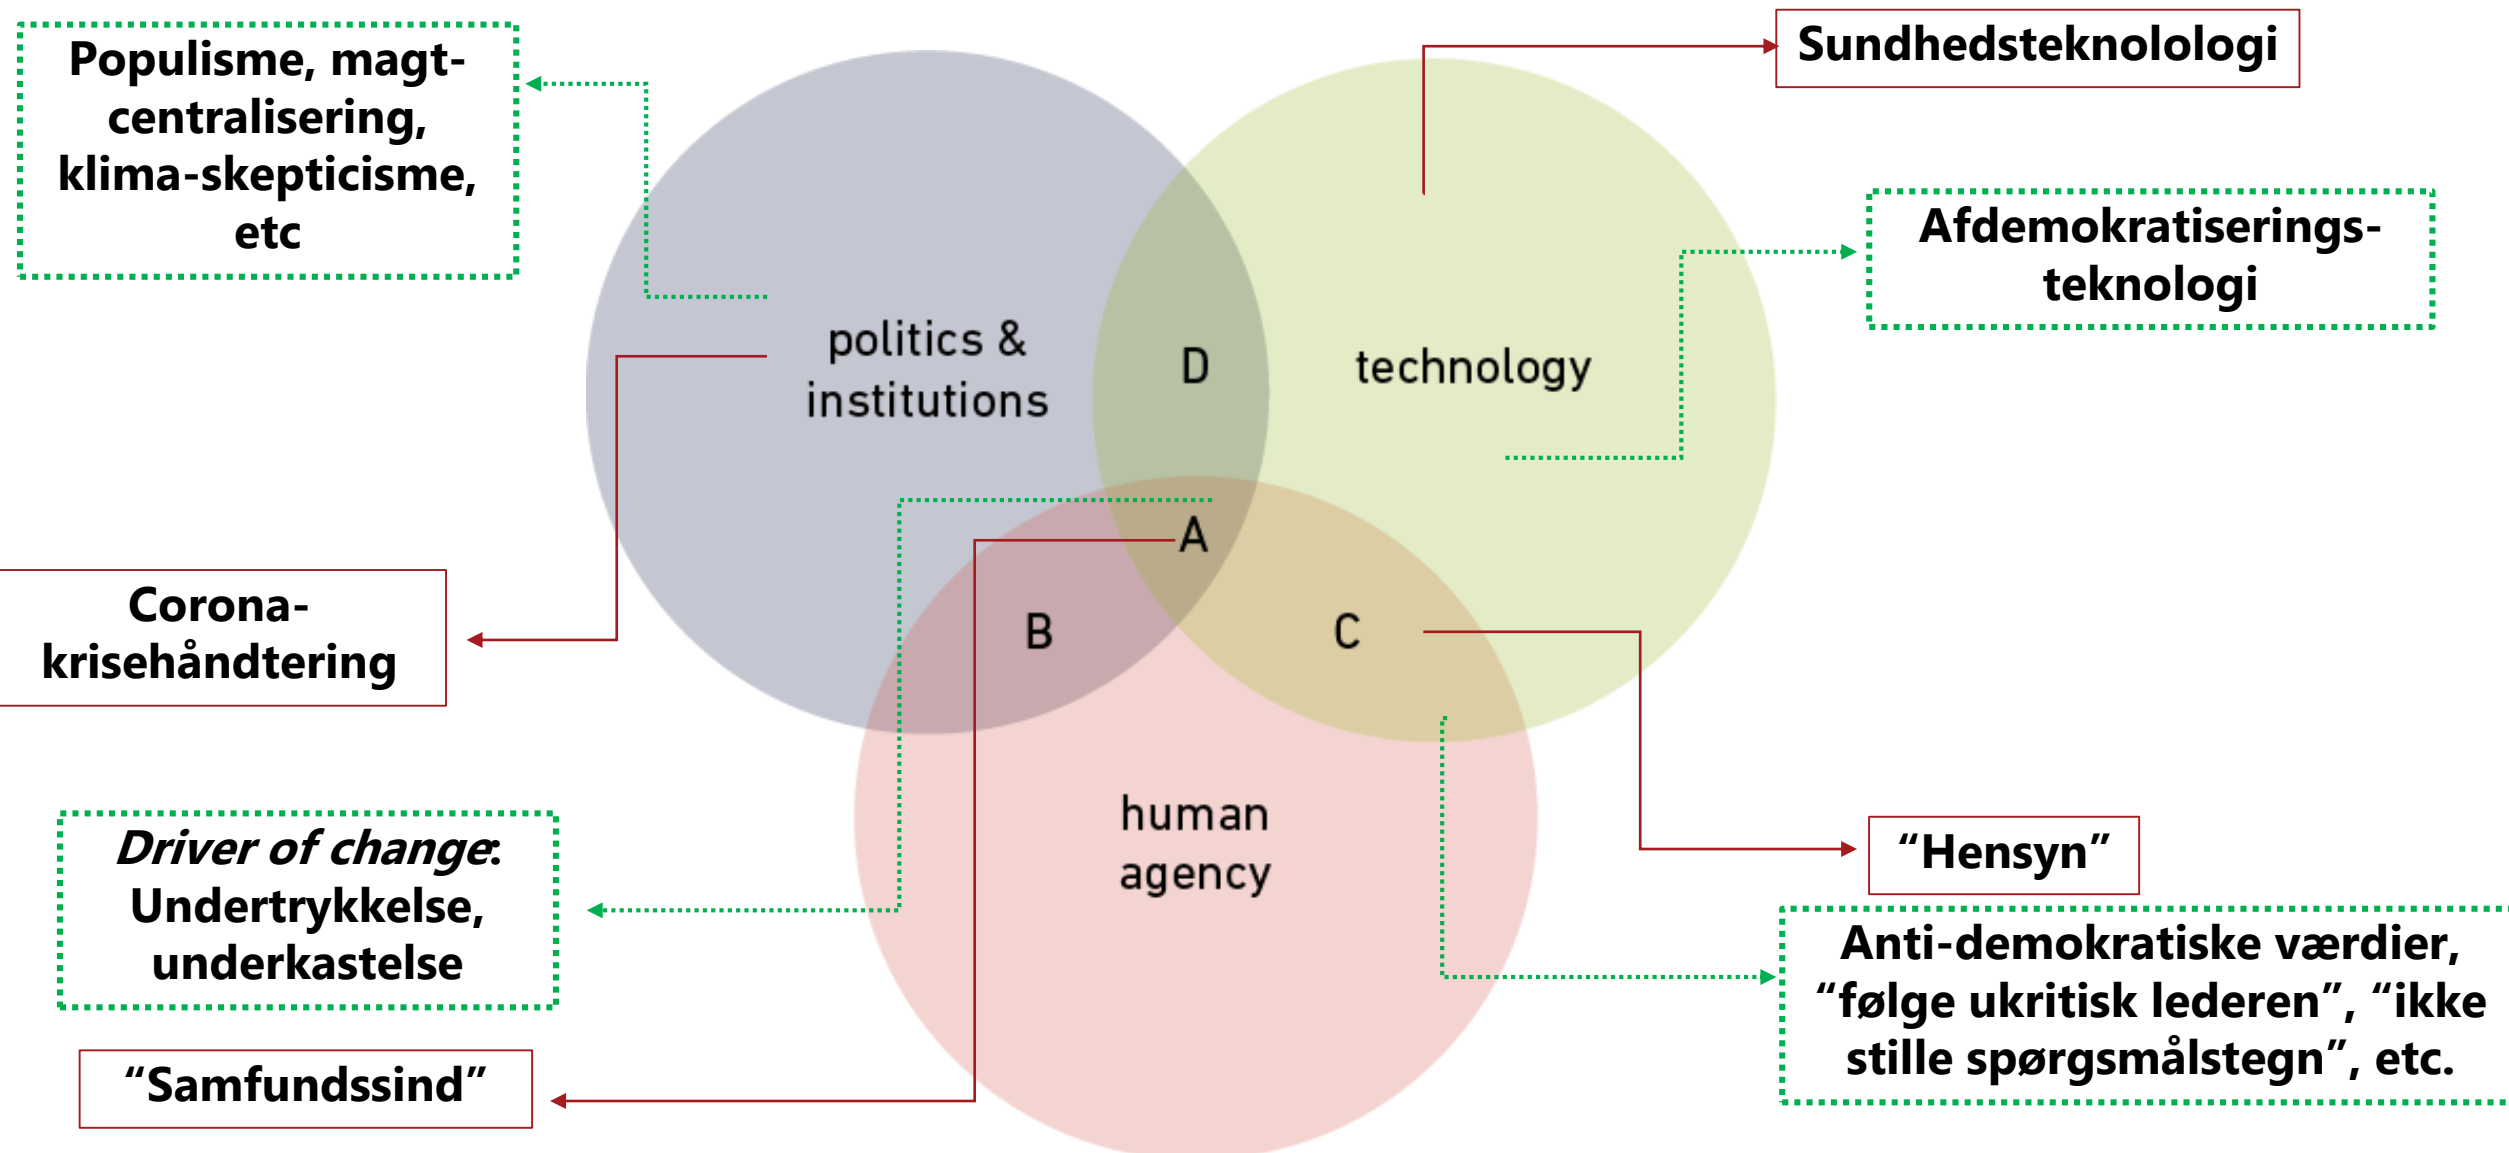 Populisme, magt-
centralisering,
klima-skepticisme,
etc
Sundhedsteknolologi
Afdemokratiserings-
teknologi
politics &
institutions
D
technology
A
B
C
Corona-
krisehåndtering
human
agency
Driver of change:
Undertrykkelse,
underkastelse
“Hensyn”
Anti-demokratiske værdier,
“følge ukritisk lederen”, “ikke
stille spørgsmålstegn”, etc.
“Samfundssind”